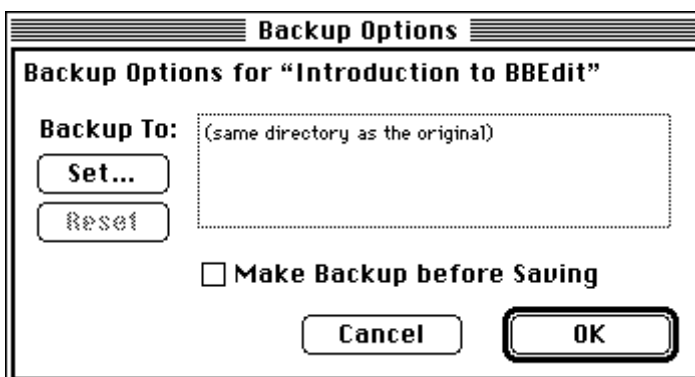 Backup Options
Backup Options for “Introduction to BBEdit”
Backup To:
(same directory as the original)
Set...
Reset
Make Backup before Saving
Cancel
OK